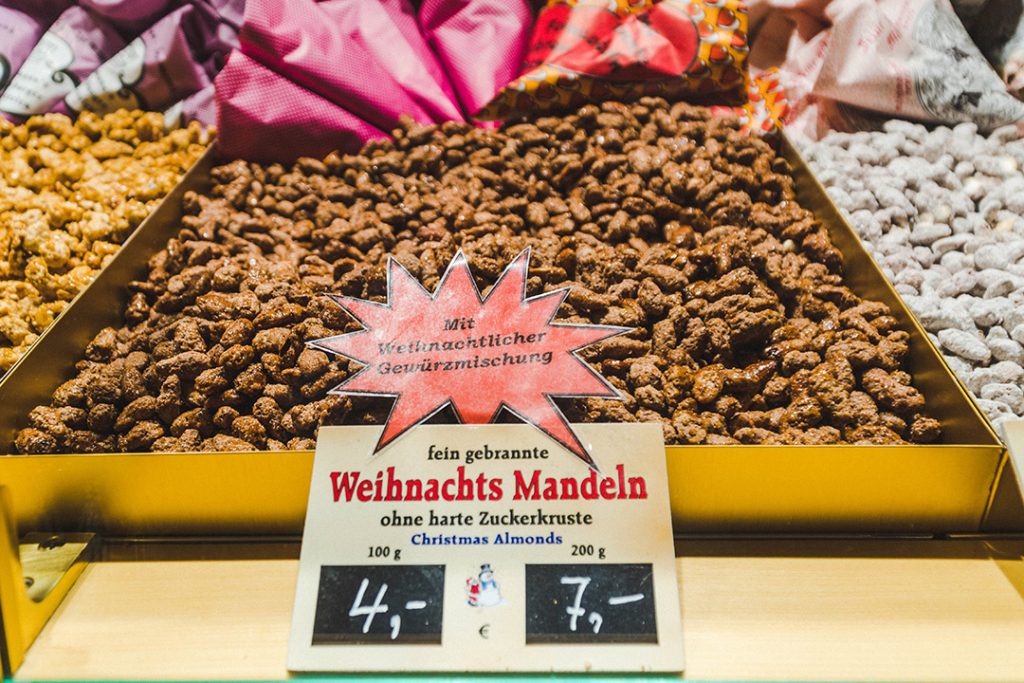 Mit
Weihnachtlicher
Gewürzmischung
fein gebrannte
Weihnachts Mandeln
ohne harte Zuckerkruste
Christmas Almonds
100 g
200 g
4,-
7,-
€